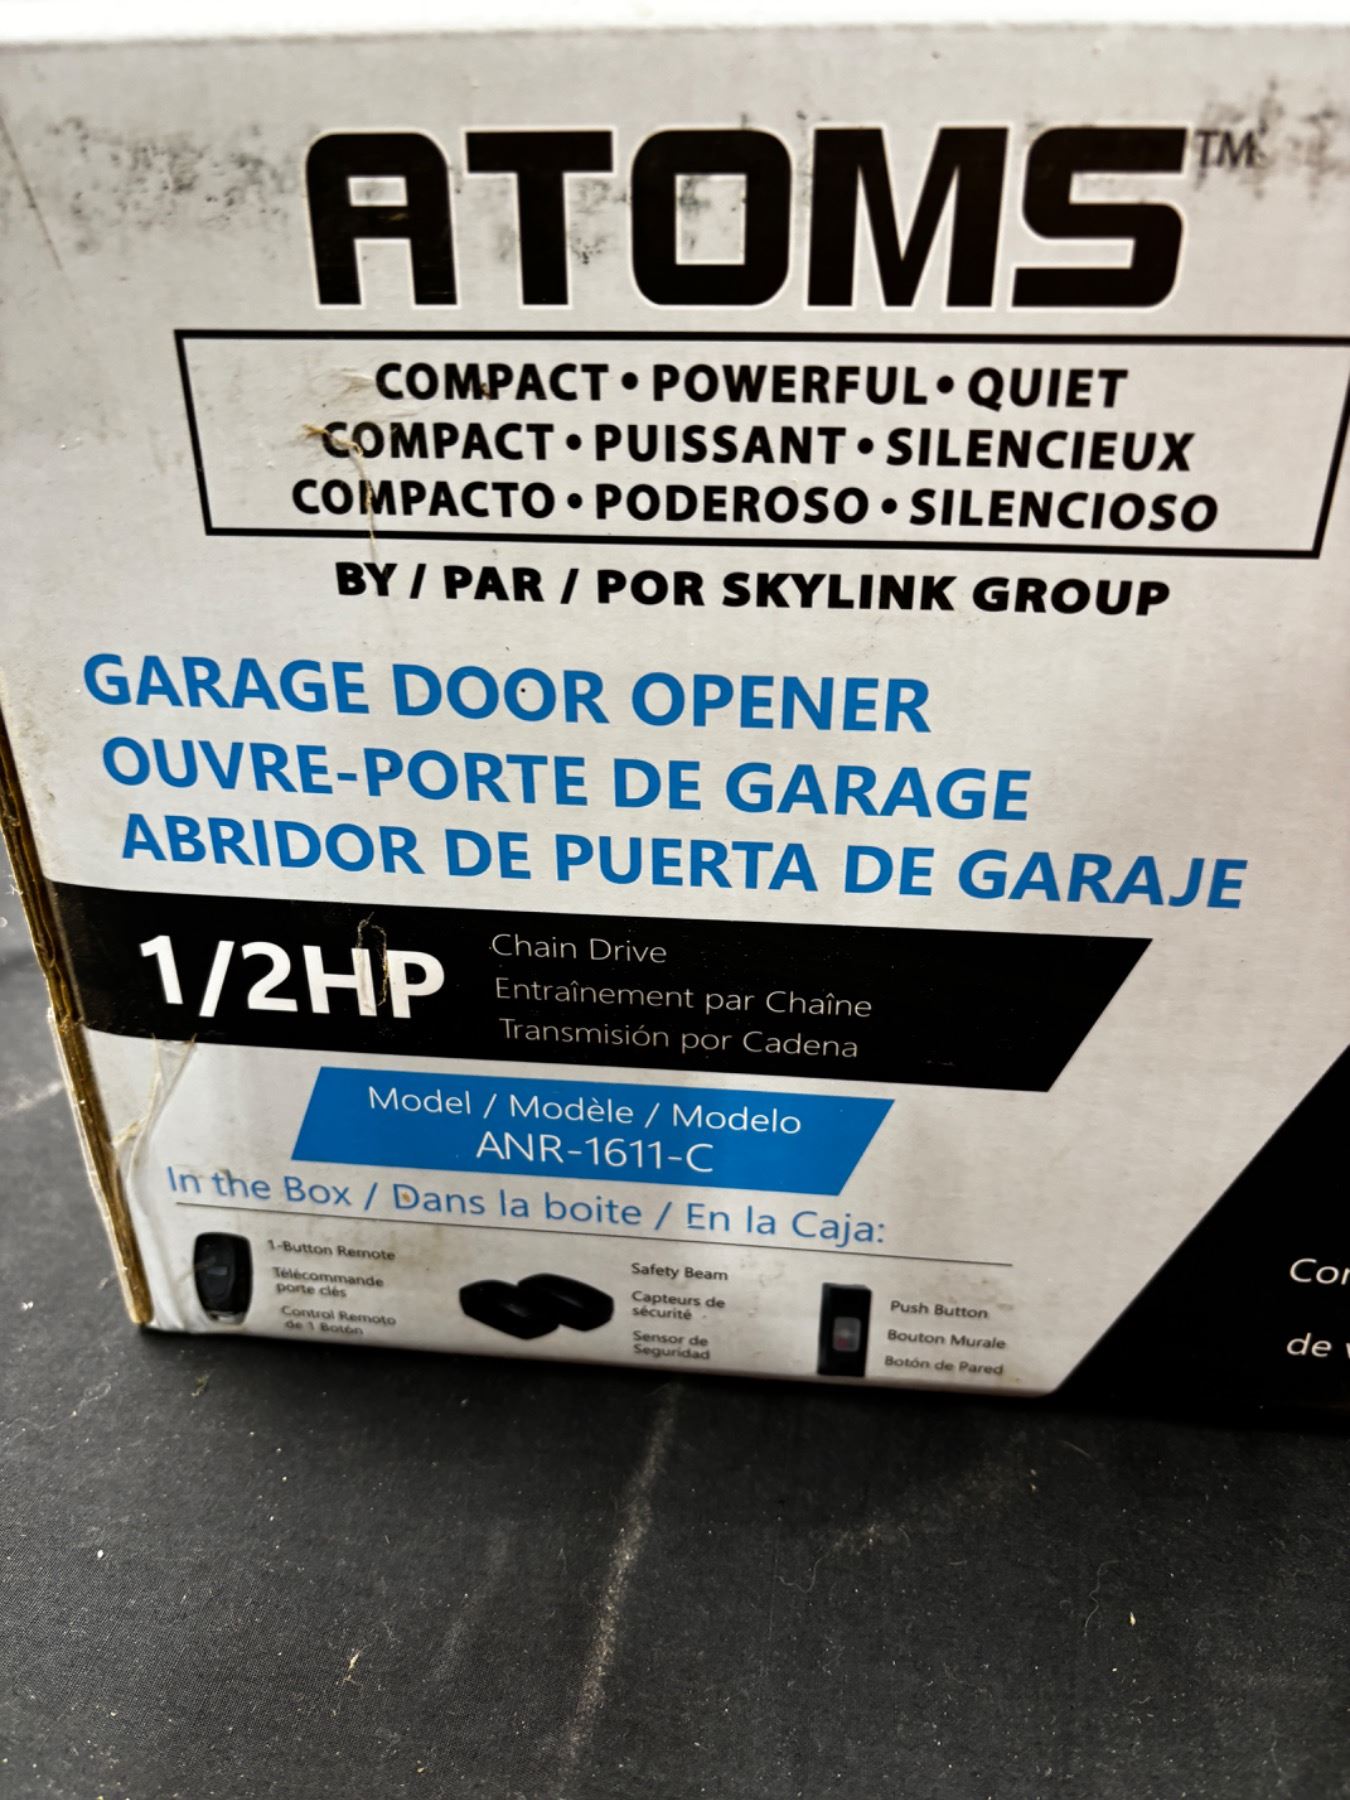 ATOMS™
COMPACT • POWERFUL • QUIET
COMPACT • PUISSANT • SILENCIEUX
COMPACTO • PODEROSO • SILENCIOSO
BY / PAR / POR SKYLINK GROUP
GARAGE DOOR OPENER
OUVRE-PORTE DE GARAGE
ABRIDOR DE PUERTA DE GARAJE
1/2HP
Chain Drive
Entraînement par Chaîne
Transmisión por Cadena
Model / Modèle / Modelo
ANR-1611-C
In the Box / Dans la boite / En la Caja:
1-Button Remote
Télécommande
porte clés
Control Remoto
de 1 Botón
Safety Beam
Capteurs de
sécurité
Sensor de
Seguridad
Push Button
Bouton Murale
Botón de Pared
de